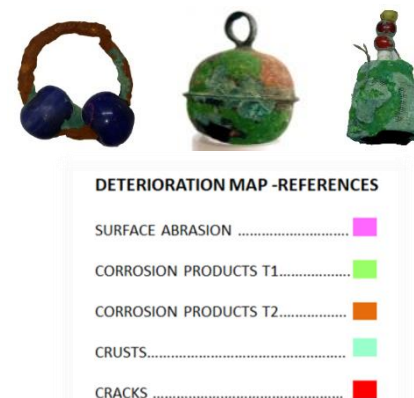 DETERIORATION MAP -REFERENCES
SURFACE ABRASION ............................
CORROSION PRODUCTS T1..................
CORROSION PRODUCTS T2.................
CRUSTS..................................................
CRACKS ................................................